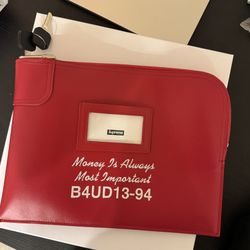 Supreme
Money Is Always
Most Important
B4UD13-94